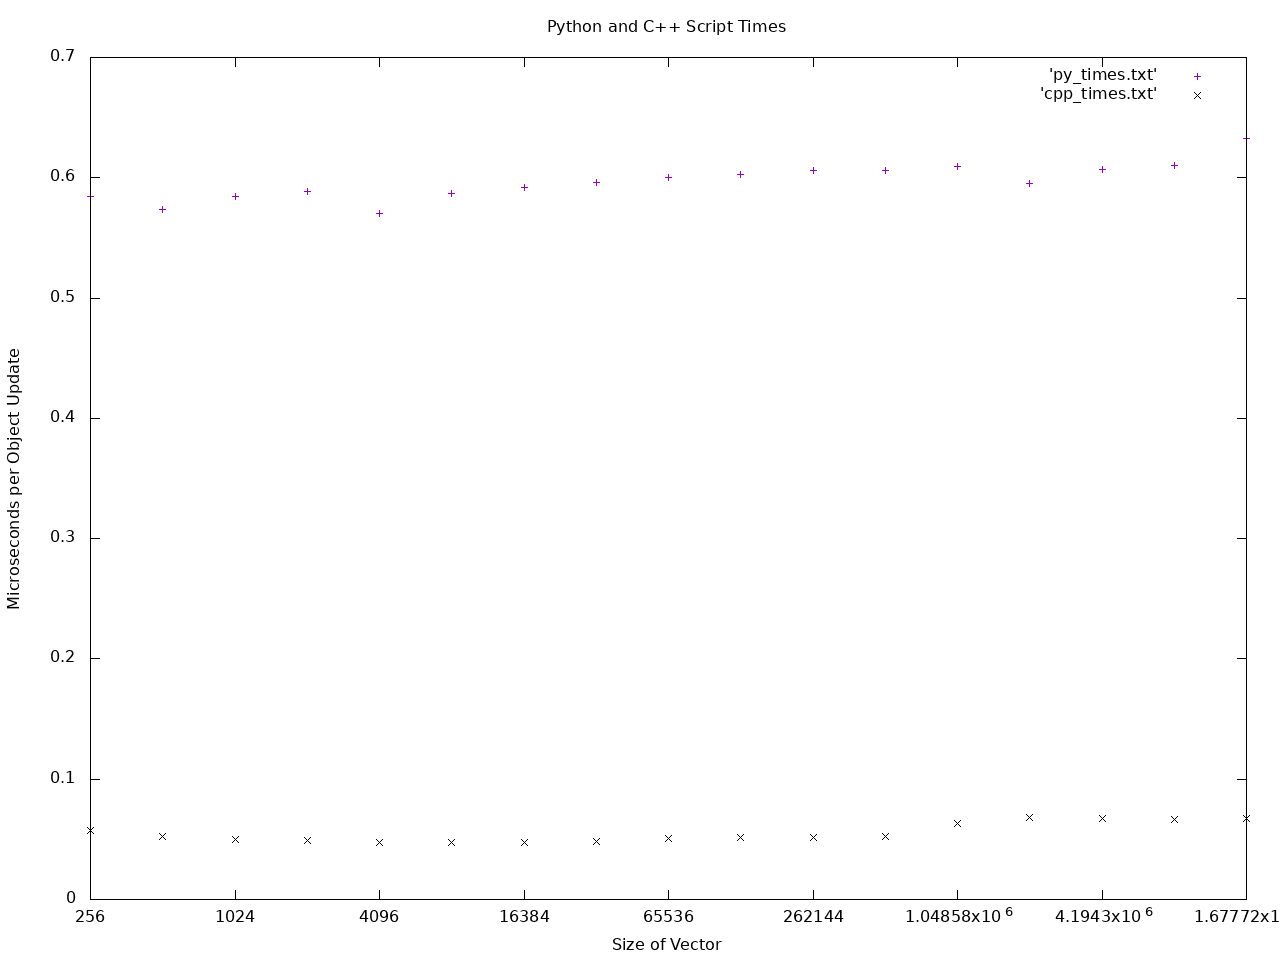 Python and C++ Script Times
0.7
'py_times.txt'
'cpp_times.txt'
0.6
0.5
0.4
0.3
0.2
0.1
0
Microseconds per Object Update
256 1024 4096 16384 65536 262144 1.04858x10^6 4.1943x10^6 1.67772x1
Size of Vector